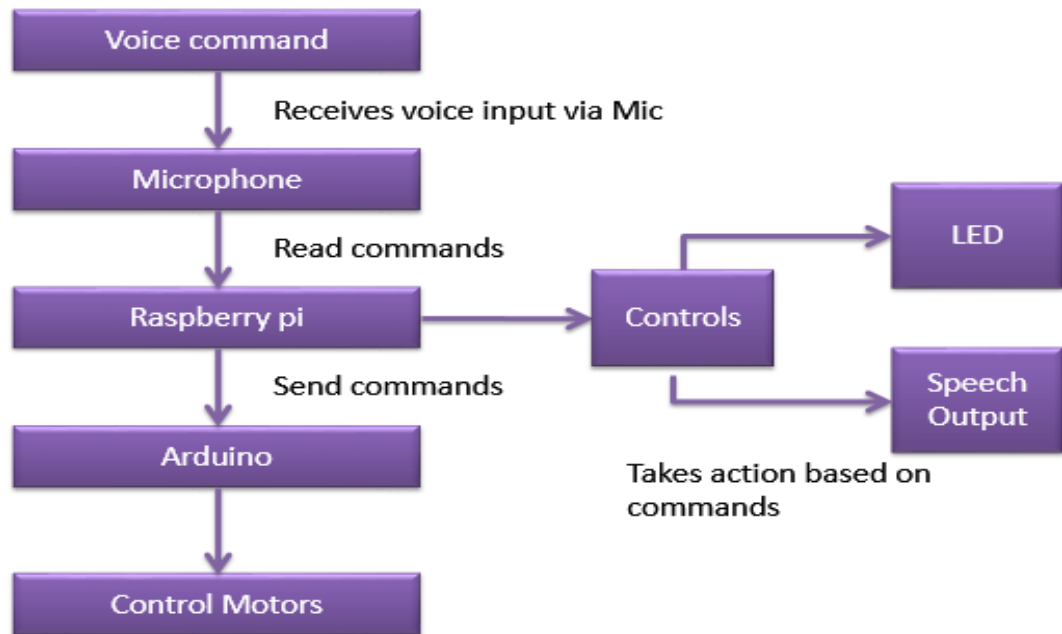 Voice command
Receives voice input via Mic
Microphone
Read commands
LED
Raspberry pi
Controls
Send commands
Speech
Output
Arduino
Takes action based on
commands
Control Motors